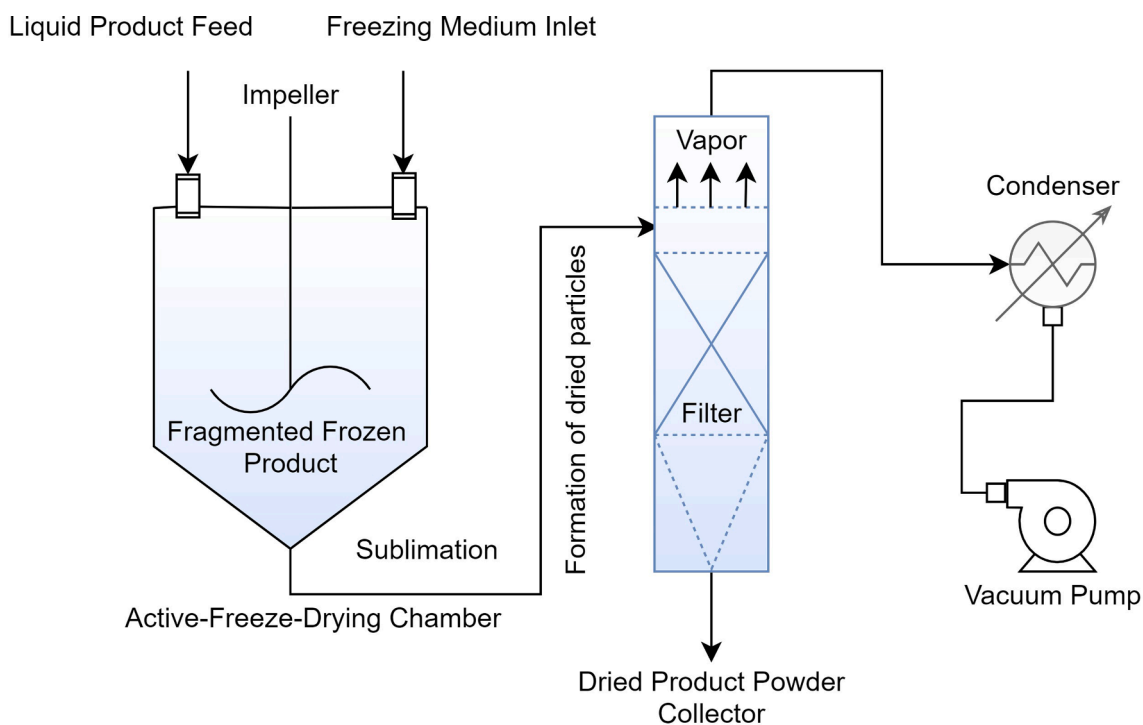 Liquid Product Feed
Freezing Medium Inlet
Impeller
Vapor
Condenser
Formation of dried particles
Filter
Fragmented Frozen
Product
Sublimation
Active-Freeze-Drying Chamber
Vacuum Pump
Dried Product Powder
Collector